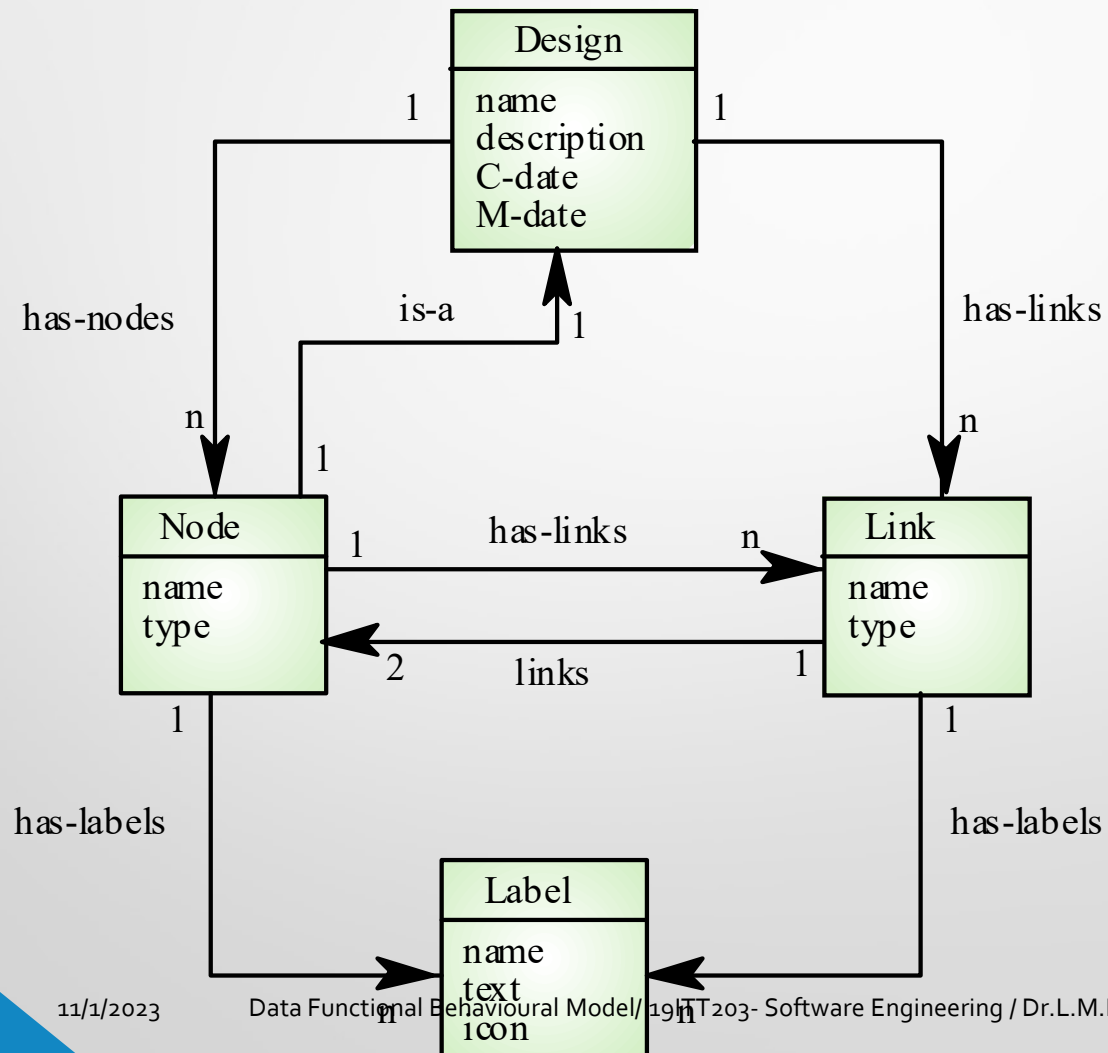 Design
name
description
C-date
M-date
1
1
has-nodes
is-a
1
has-links
n
n
1
Node
name
type
1
has-links
n
Link
name
type
2
links
1
1
1
has-labels
has-labels
Label
name
text
icon
n
n
11/1/2023
Data Functional Behavioural Model/ 19ITT203- Software Engineering / Dr.L.M.